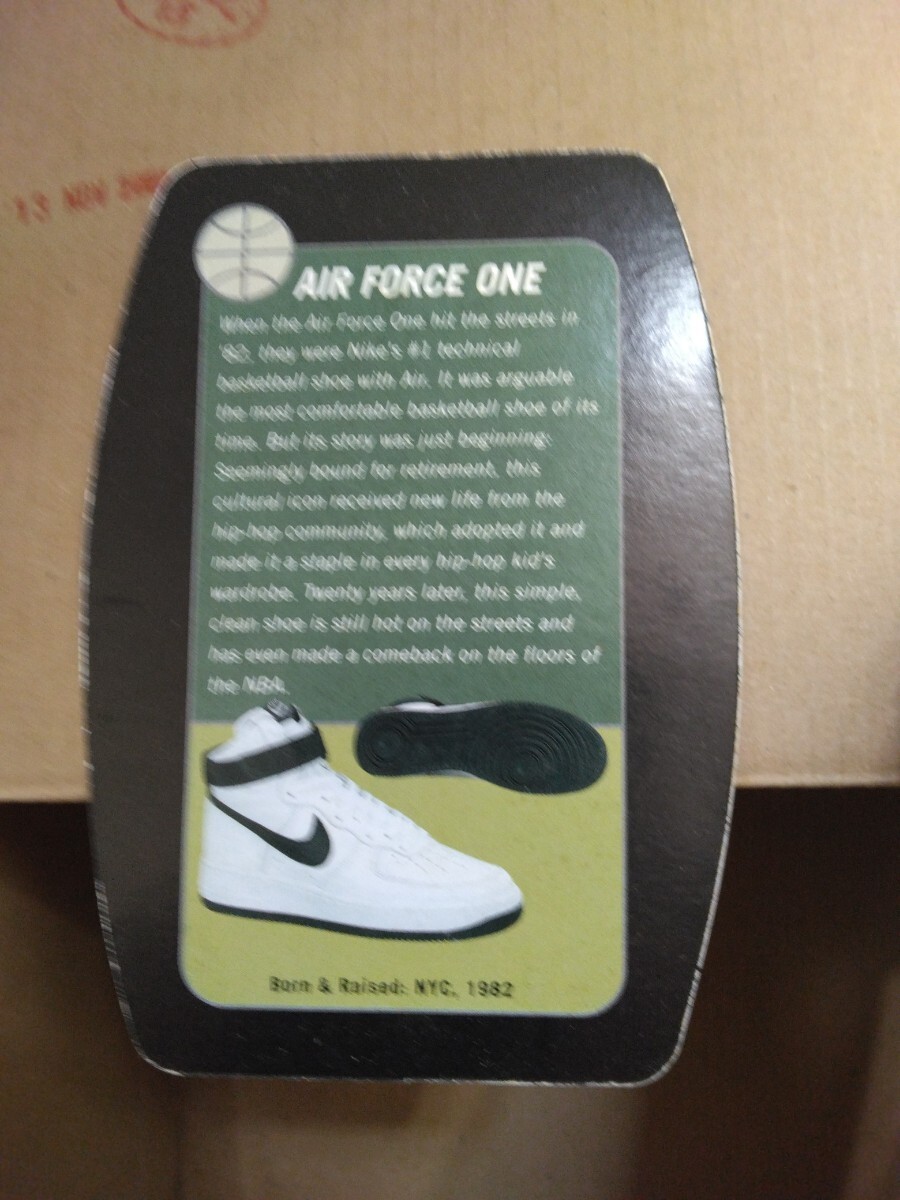 13 NOV
AIR FORCE ONE
When the Air Force One hit the streets in
'82, they were Nike's #1 technical
basketball shoe with Air. It was arguable
the most comfortable basketball shoe of its
time. But its story was just beginning.
Seemingly bound for retirement, this
cultural icon received new life from the
hip-hop community, which adopted it and
made it a staple in every hip-hop kid's
wardrobe. Twenty years later, this simple,
clean shoe is still hot on the streets and
has even made a comeback on the floors of
the NBA.
Born & Raised: NYC, 1982